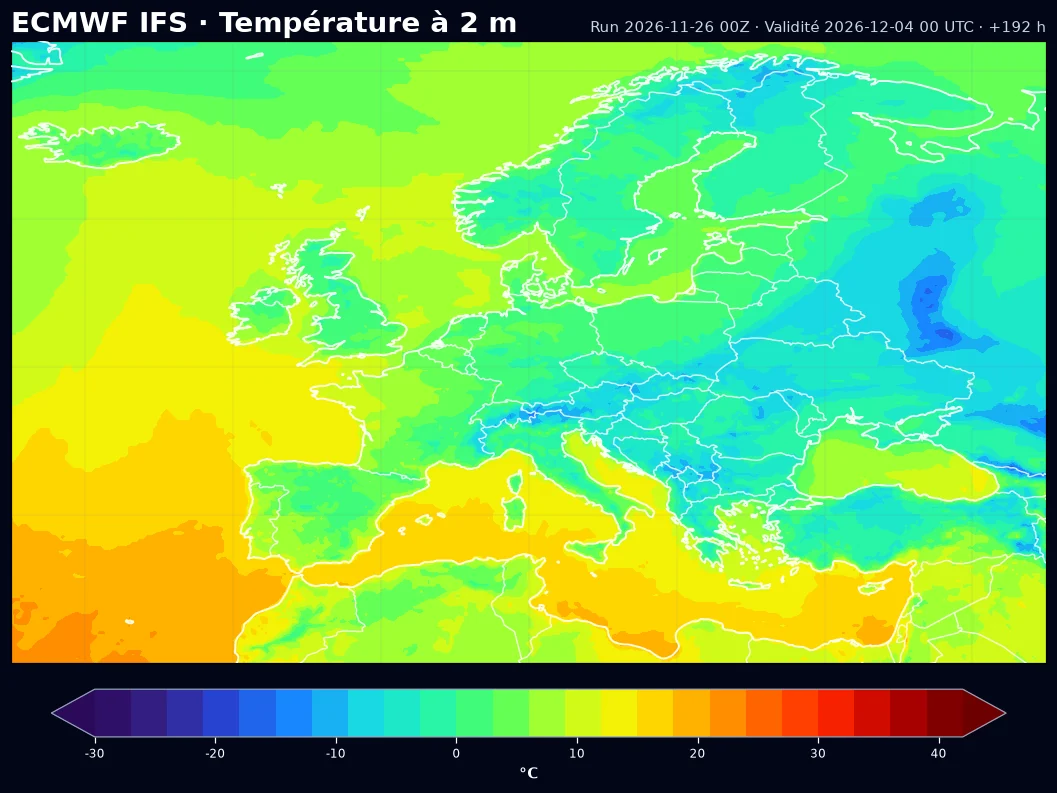 ECMWF IFS · Température à 2 m
Run 2026-11-26 00Z · Validité 2026-12-04 00 UTC · +192 h
-30 -20 -10 0 10 20 30 40
°C